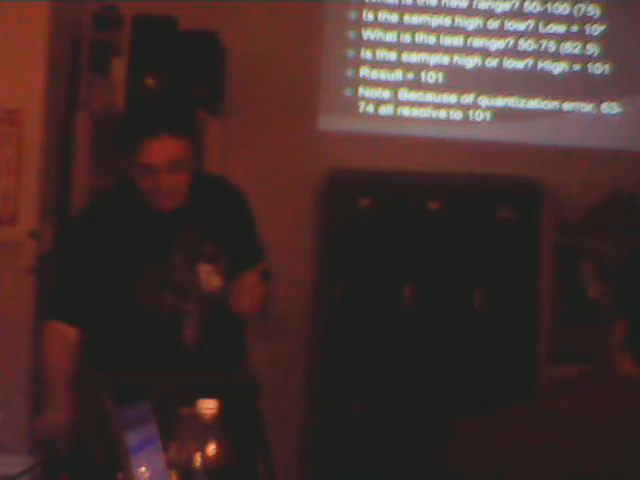 What is the new range? 50-100 (75)
Is the sample high or low? Low = 10*
What is the last range? 50-75 (62.5)
Is the sample high or low? High = 101
Result = 101
Note: Because of quantization error, 63-
74 all resolve to 101